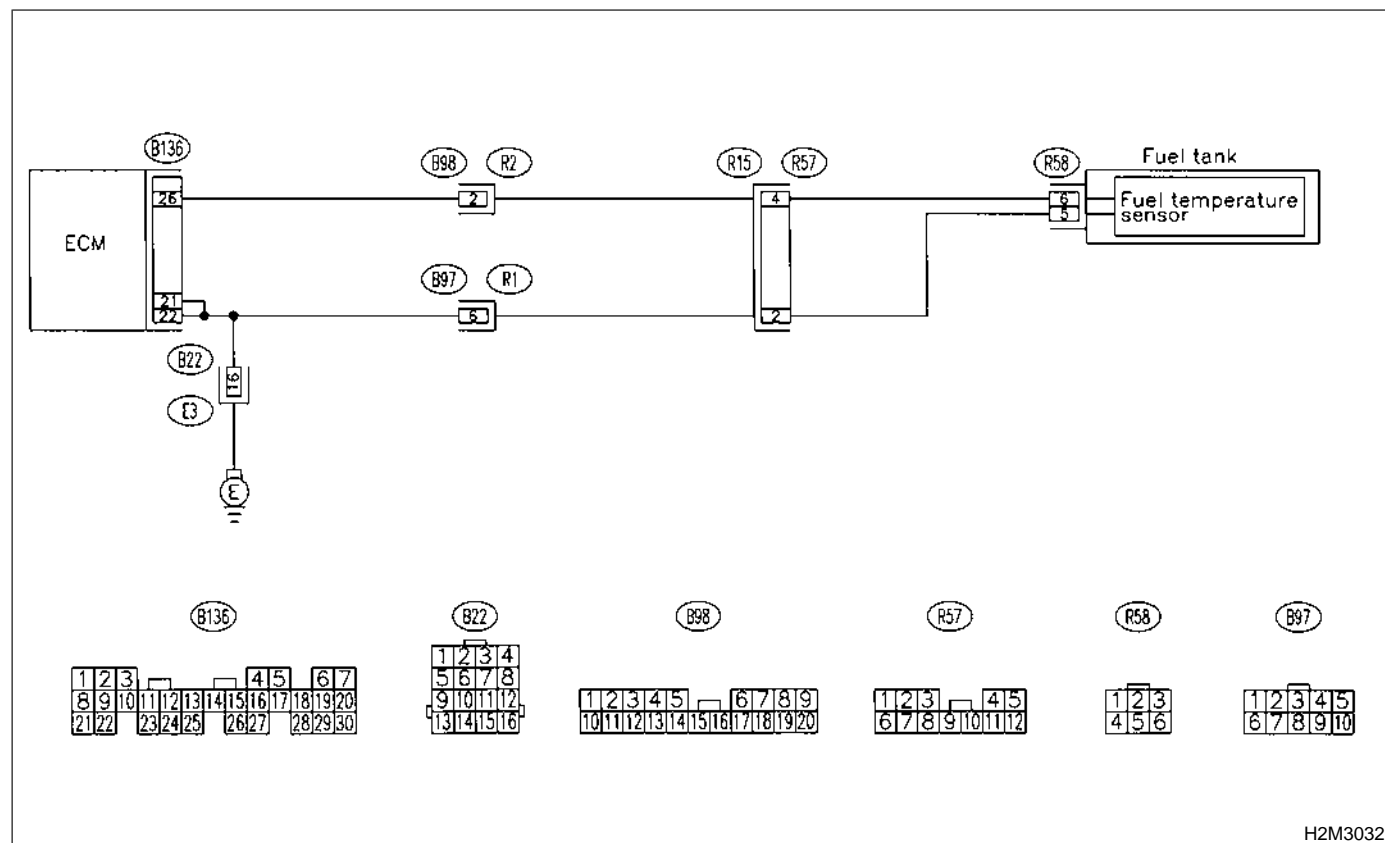 B136
B98 R2
R15 R57
R58
Fuel tank
26
2
4
6
5
Fuel temperature
sensor
ECM
B97 R1
21
22
6
2
B22
16
E3
E
B136
B22
B98
R57
R58
B97
1 2 3 4 5 6 7
8 9 10 11 12 13 14 15 16 17 18 19 20
21 22 23 24 25 26 27 28 29 30
1 2 3 4
5 6 7 8
9 10 11 12
13 14 15 16
1 2 3 4 5 6 7 8 9
10 11 12 13 14 15 16 17 18 19 20
1 2 3 4 5
6 7 8 9 10 11 12
1 2 3
4 5 6
1 2 3 4 5
6 7 8 9 10
H2M3032